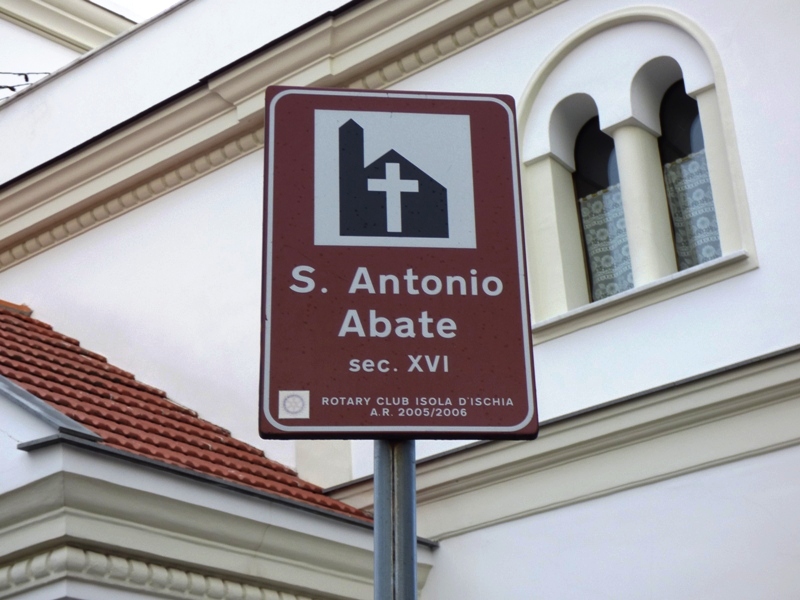 S. Antonio
Abate
sec. XVI
ROTARY CLUB ISOLA D'ISCHIA
A.R. 2005/2006